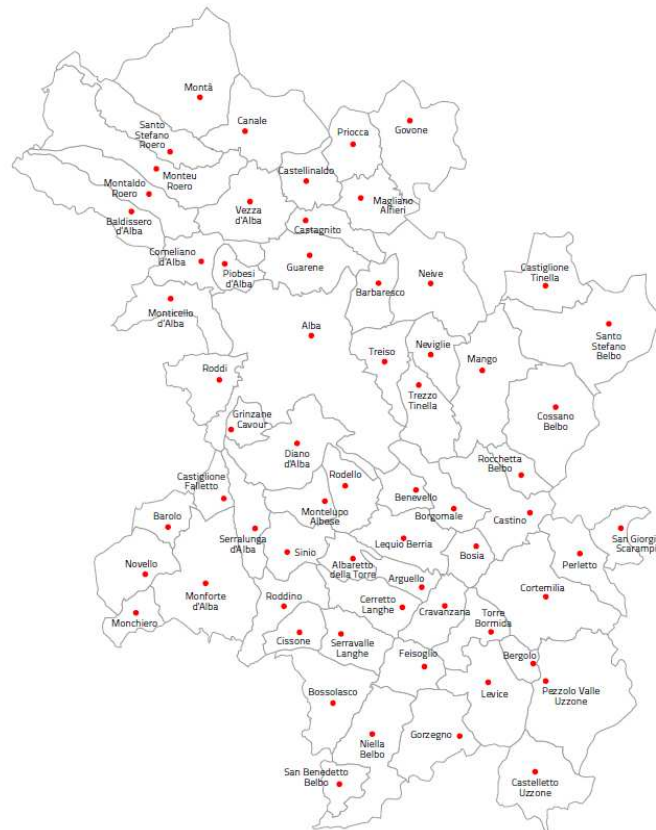 Montà
Santo
Stefano
Roero
Canale
Priocca
Govone
Monteu
Roero
Castellinaldo
Montaldo
Roero
Vezza
d'Alba
Magliano
Alfieri
Baldissero
d'Alba
Castagnito
Corneliano
d'Alba
Piobesi
d'Alba
Guarene
Barbaresco
Neive
Castiglione
Tinella
Monticello
d'Alba
Alba
Santo
Stefano
Belbo
Treiso
Neviglie
Mango
Roddi
Trezzo
Tinella
Grinzane
Cavour
Cossano
Belbo
Diano
d'Alba
Rocchetta
Belbo
Castiglione
Falletto
Rodello
Benevello
Montelupo
Albese
Borgomale
Castino
Barolo
Serralunga
d'Alba
San Giorgio
Scarampi
Lequio Berria
Sinio
Bosia
Novello
Albaretto
della Torre
Perletto
Arguello
Monforte
d'Alba
Roddino
Cerretto
Langhe
Cravanzana
Cortemilia
Monchiero
Torre
Bormida
Cissone
Serravalle
Langhe
Feisoglio
Bergolo
Levice
Pezzolo Valle
Uzzone
Bossolasco
Niella
Belbo
Gorzegno
San Benedetto
Belbo
Castelletto
Uzzone